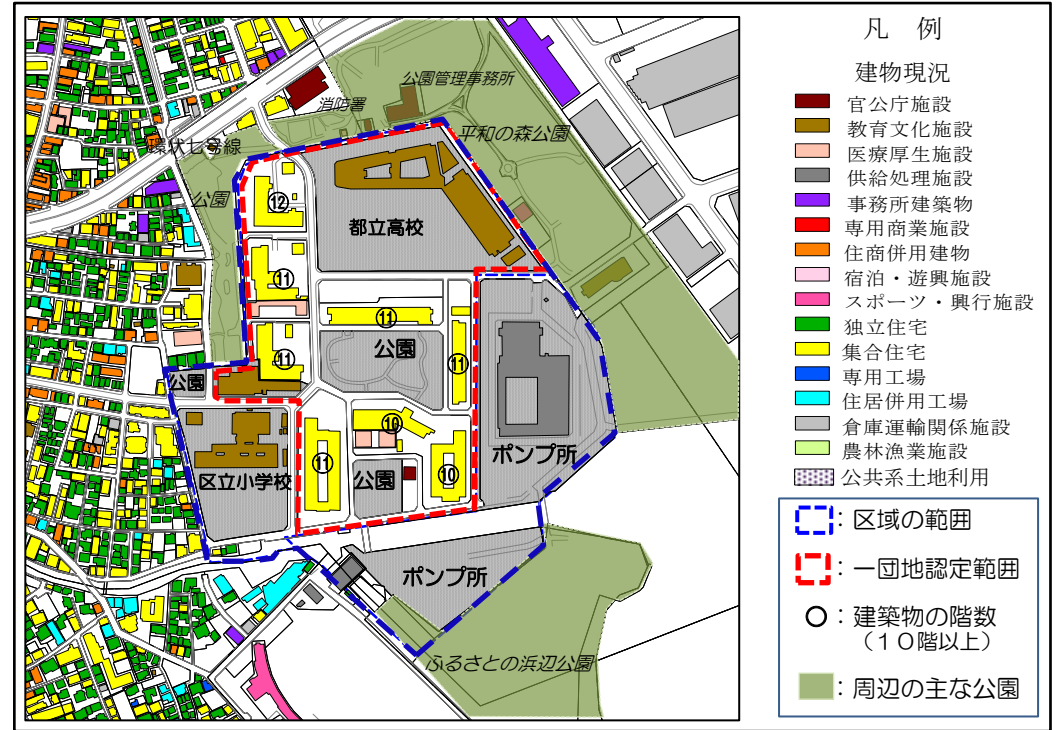 公園管理事務所
消防署
平和の森公園
環状七号線
公園
⑫
都立高校
⑪
⑪
公園
⑪
⑪
公園
⑩
ポンプ所
⑪
⑩
区立小学校
公園
ポンプ所
ふるさとの浜辺公園
凡 例
建物現況
官公庁施設
教育文化施設
医療厚生施設
供給処理施設
事務所建築物
専用商業施設
住商併用建物
宿泊・遊興施設
スポーツ・興行施設
独立住宅
集合住宅
専用工場
住居併用工場
倉庫運輸関係施設
農林漁業施設
公共系土地利用
:区域の範囲
:一団地認定範囲
○:建築物の階数
(10階以上)
:周辺の主な公園